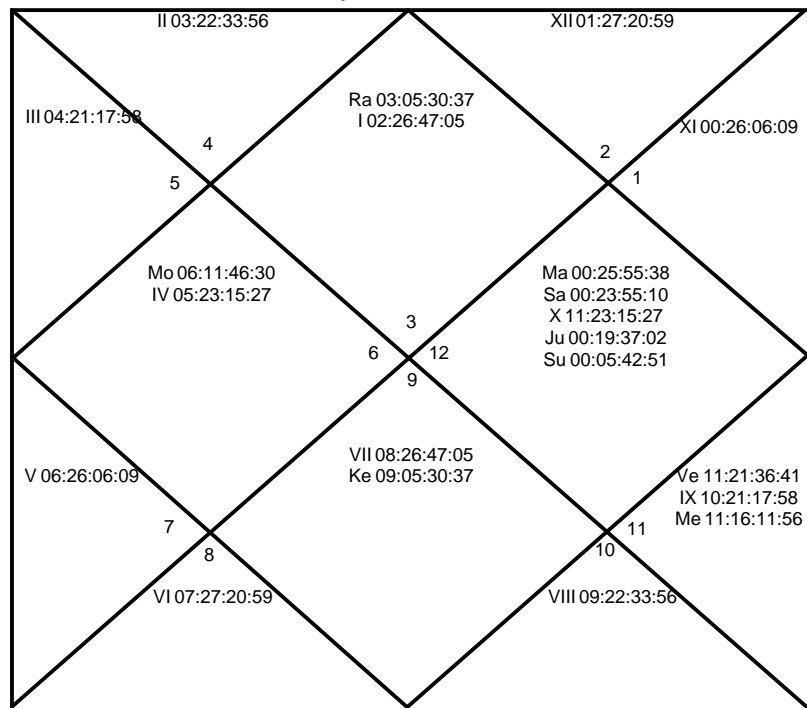 II 03:22:33:56
XII 01:27:20:59
Ra 03:05:30:37
I 02:26:47:05
III 04:21:17:58
XI 00:26:06:09
4
2
5
1
Mo 06:11:46:30
IV 05:23:15:27
Ma 00:25:55:38
Sa 00:23:55:10
X 11:23:15:27
Ju 00:19:37:02
Su 00:05:42:51
3
6
12
9
VII 08:26:47:05
Ke 09:05:30:37
V 06:26:06:09
Ve 11:21:36:41
IX 10:21:17:58
Me 11:16:11:56
7
11
8
10
VI 07:27:20:59
VIII 09:22:33:56